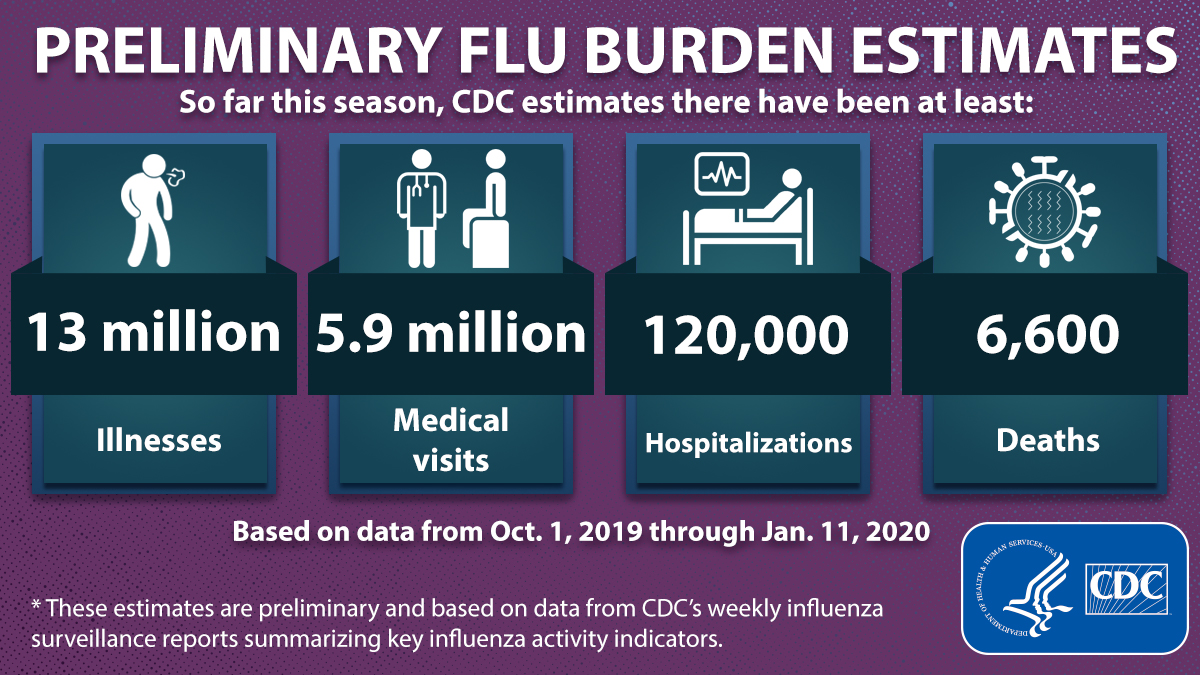 PRELIMINARY FLU BURDEN ESTIMATES
So far this season, CDC estimates there have been at least:
13 million
Illnesses
5.9 million
Medical
visits
120,000
Hospitalizations
6,600
Deaths
Based on data from Oct. 1, 2019 through Jan. 11, 2020
* These estimates are preliminary and based on data from CDC's weekly influenza
surveillance reports summarizing key influenza activity indicators.
DEPARTMENT OF HEALTH & HUMAN SERVICES·USA
CDC